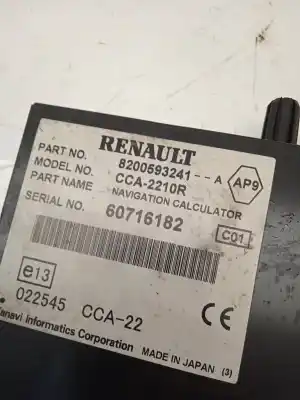 RENAULT
PART NO. 8200593241--A
MODEL NO. CCA-2210R
PART NAME NAVIGATION CALCULATOR
AP9
SERIAL NO. 60716182
C01
e13
022545 CCA-22
CE
Informatics Corporation MADE IN JAPAN (3)